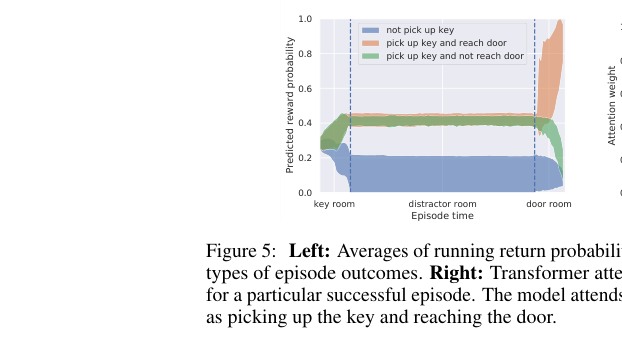 1.0
0.8
0.6
0.4
0.2
0.0
Predicted reward probability
not pick up key
pick up key and reach door
pick up key and not reach door
key room
distractor room
door room
Episode time
Attention weight
Figure 5: Left: Averages of running return
types of episode outcomes. Right: Transformer
for a particular successful episode. The model attends
as picking up the key and reaching the door.